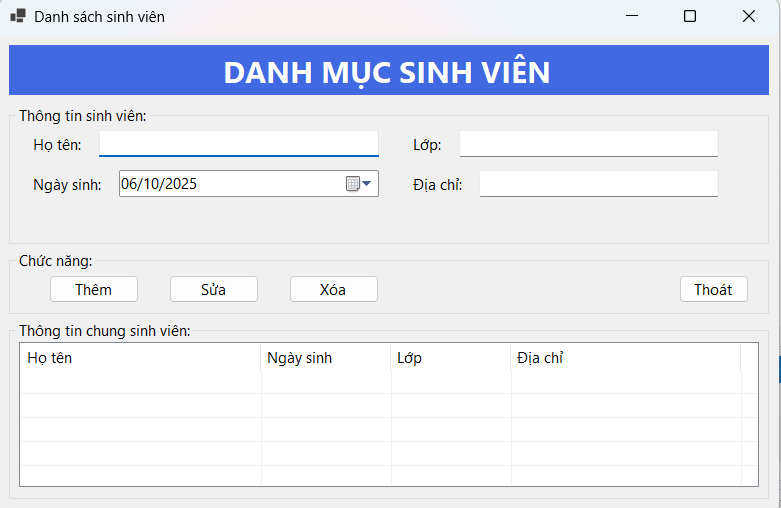 Danh sách sinh viên
DANH MỤC SINH VIÊN
Thông tin sinh viên:
Họ tên:
Lớp:
Ngày sinh: 06/10/2025
Địa chỉ:
Chức năng:
Thêm Sửa Xóa Thoát
Thông tin chung sinh viên:
Họ tên Ngày sinh Lớp Địa chỉ